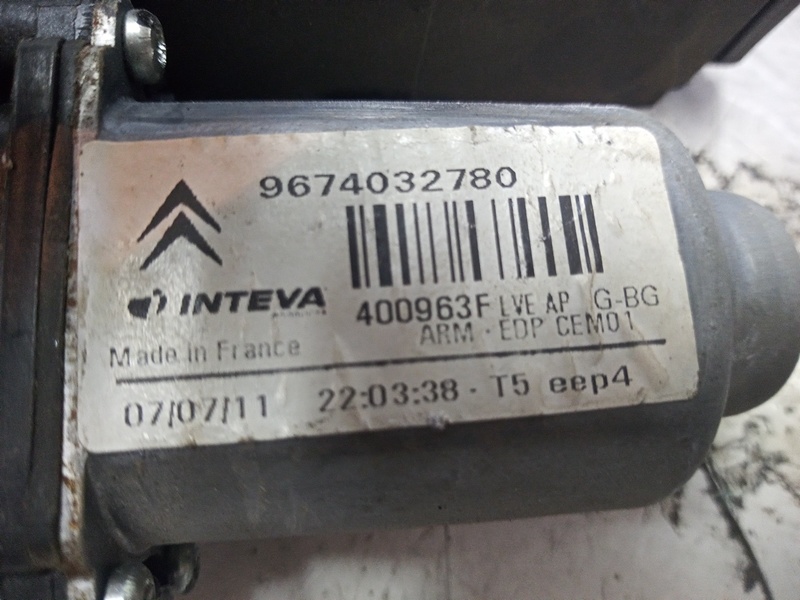 9674032780
INTEVA
400963F LVE AP G-BG
ARM - EDP CEM01
Made in France
07/07/11 22:03:38 - T5 eep4